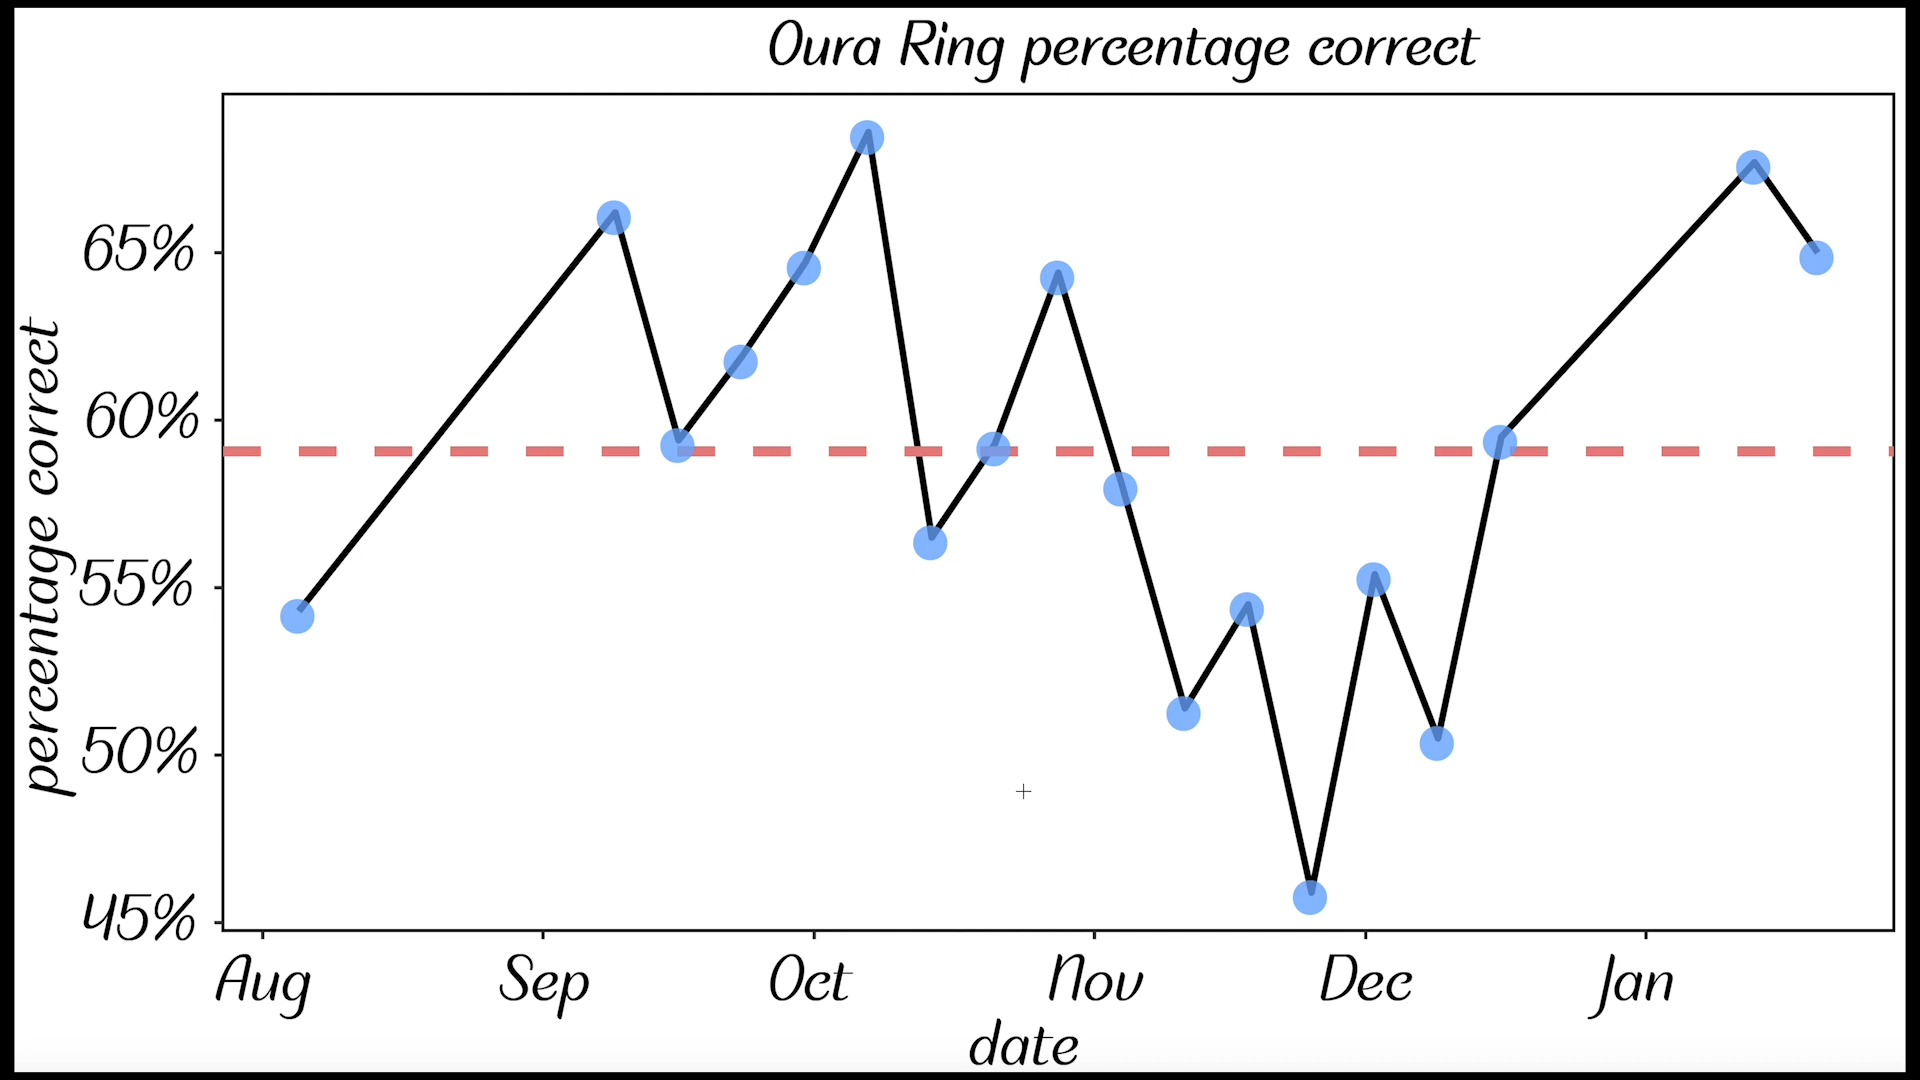 Oura Ring percentage correct
percentage correct
65%
60%
55%
50%
45%
Aug Sep Oct Nov Dec Jan
date